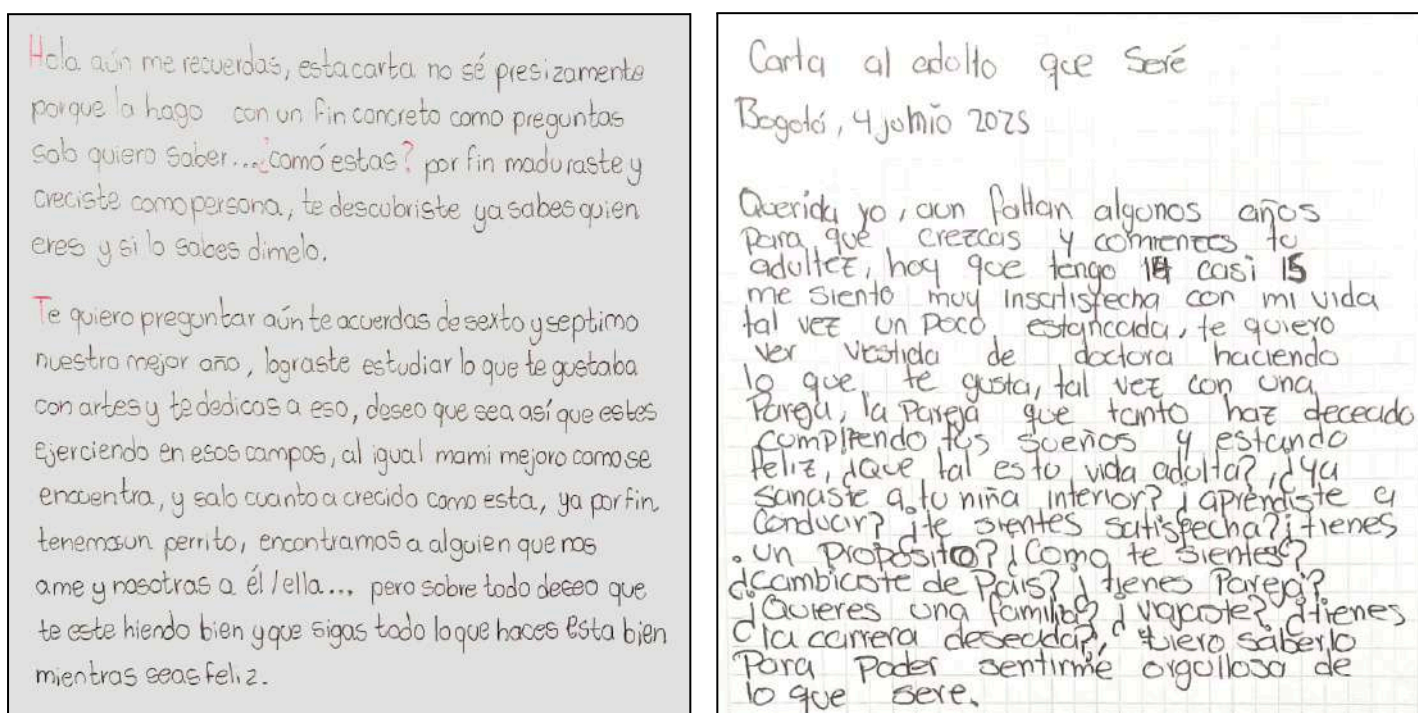 Hola aún me recuerdas, esta carta no sé presizamente
porque la hago con un fin concreto como preguntas
solo quiero saber...¿comó estas? por fin maduraste y
creciste como persona, te descubriste ya sabes quien
eres y si lo sabes dimelo.
Te quiero preguntar aún te acuerdas de sexto y septimo
nuestro mejor año, lograste estudiar lo que te gustaba
con artes y te dedicas a eso, deseo que sea así que estes
ejerciendo en esos campos, al igual mami mejoro como se
encuentra, y salo cuanto a crecido como esta, ya por fin
tenemos un perrito, encontramos a alguien que nos
ame y nosotras a él/ella... pero sobre todo deseo que
te este hiendo bien y que sigas todo lo que haces esta bien
mientras seas feliz.
Carta al adulto que Seré
Bogotá, 4 junio 2025
Querida yo, aun faltan algunos años
para que crezcas y comiences tu
adultez, hoy que tengo 14 casi 15
me siento muy insatisfecha con mi vida
tal vez un poco estancada, te quiero
ver vestida de doctora haciendo
lo que te gusta, tal vez con una
Pareja, la Pareja que tanto haz dececado
cumpliendo tus sueños y estando
feliz, ¿Que tal es tu vida adulta?, ¿ya
sanaste a tu niña interior? ¿aprendiste a
conducir? ¿te sientes satisfecha? ¿tienes
un Proposito? ¿Como te sientes?
¿Cambiaste de País? ¿tienes Pareja?
¿Quieres una familia? ¿viajaste? ¿tienes
la carrera deseada?, quiero saberlo
Para Poder sentirme orgullosa de
lo que sere.